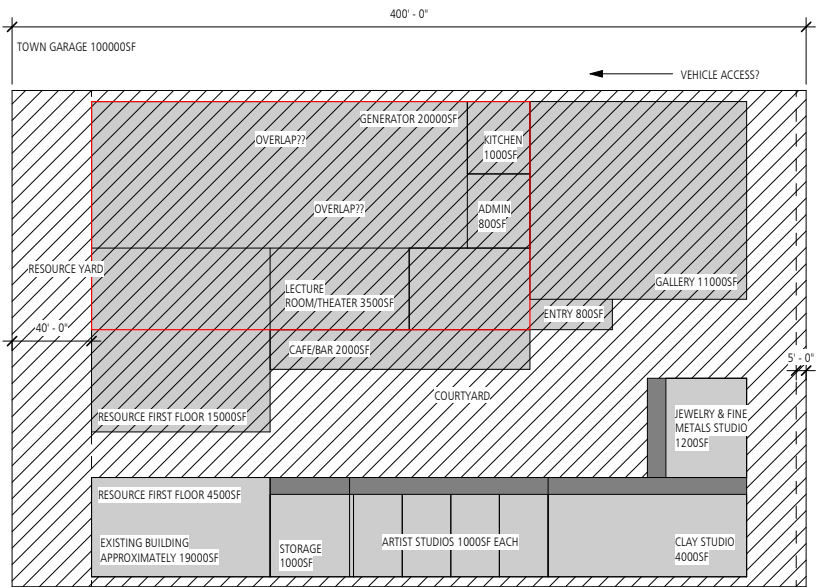 400' - 0"
TOWN GARAGE 100000SF
VEHICLE ACCESS?
GENERATOR 20000SF
OVERLAP??
KITCHEN
1000SF
OVERLAP??
ADMIN
800SF
RESOURCE YARD
GALLERY 11000SF
LECTURE
ROOM/THEATER 3500SF
ENTRY 800SF
40' - 0"
CAFE/BAR 2000SF
5' - 0"
COURTYARD
RESOURCE FIRST FLOOR 15000SF
JEWELRY & FINE
METALS STUDIO
1200SF
RESOURCE FIRST FLOOR 4500SF
EXISTING BUILDING
APPROXIMATELY 19000SF
STORAGE
1000SF
ARTIST STUDIOS 1000SF EACH
CLAY STUDIO
4000SF